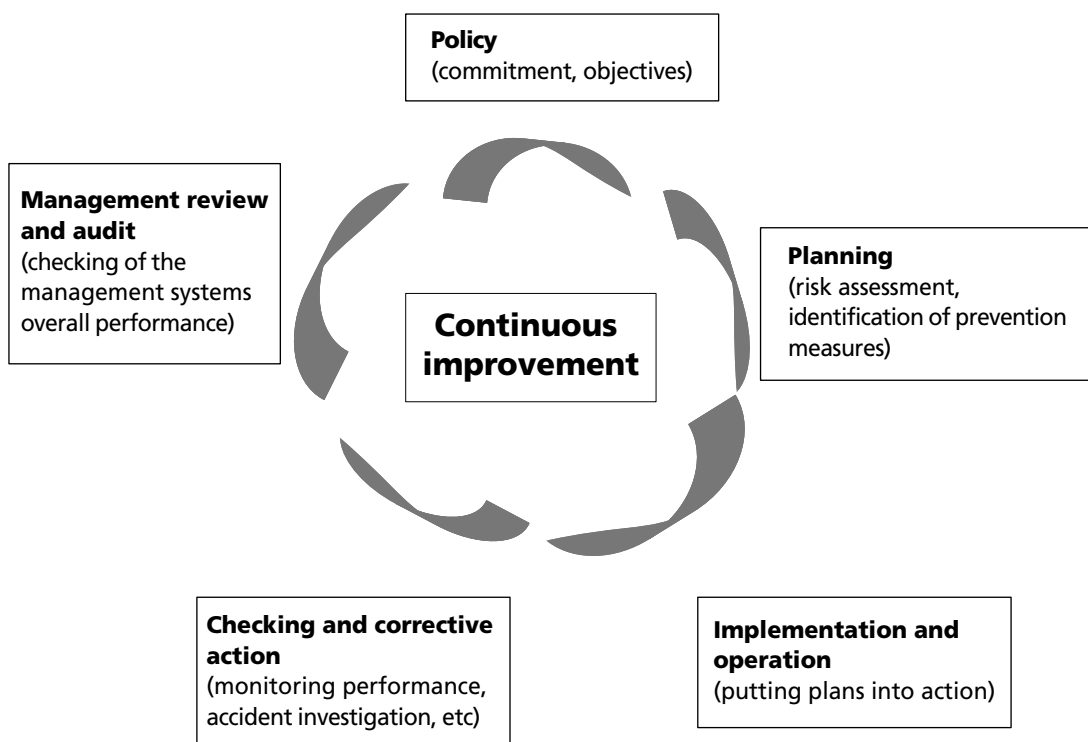 Policy
(commitment, objectives)
Management review
and audit
(checking of the
management systems
overall performance)
Planning
(risk assessment,
identification of prevention
measures)
Continuous
improvement
Checking and corrective
action
(monitoring performance,
accident investigation, etc)
Implementation and
operation
(putting plans into action)